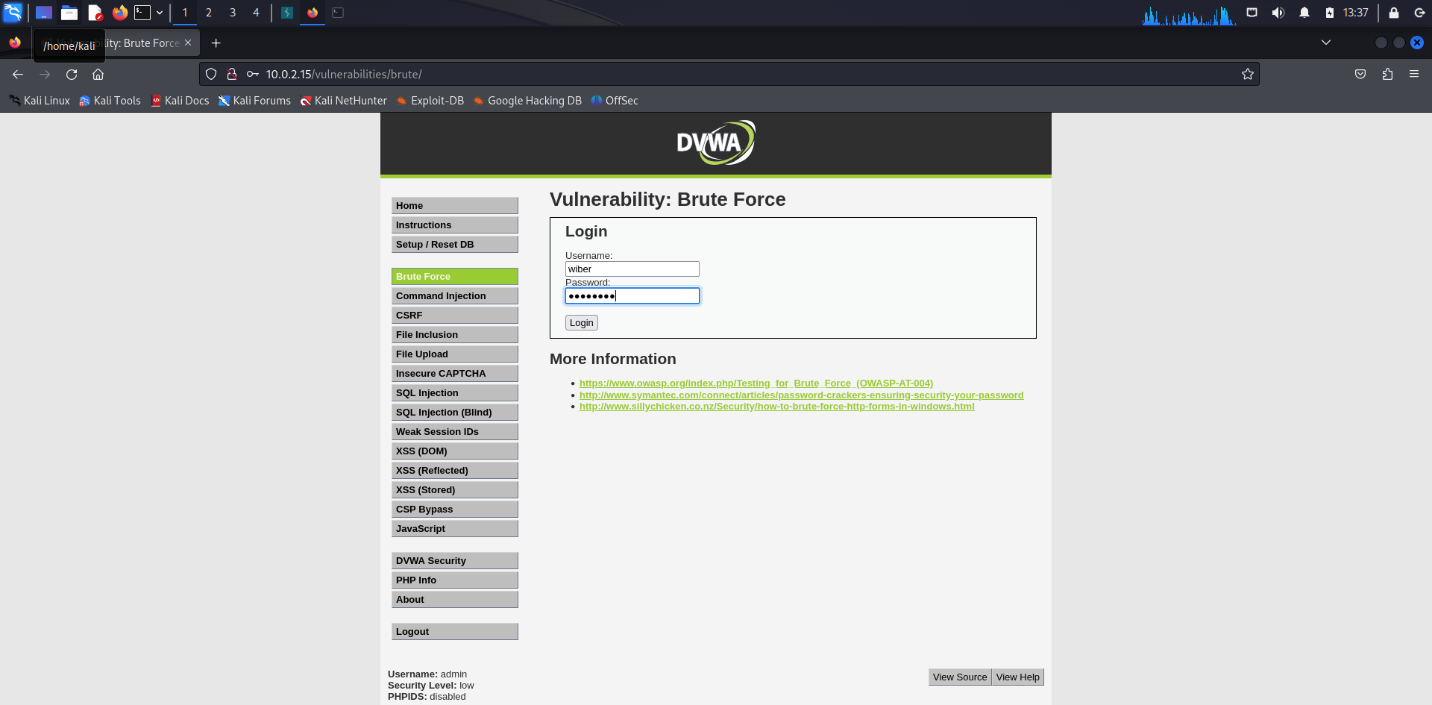 1 2 3 4 13:37
/home/kali
ity: Brute Force
10.0.2.15/vulnerabilities/brute/
Kali Linux Kali Tools Kali Docs Kali Forums Kali NetHunter Exploit-DB Google Hacking DB OffSec
DVWA
Home
Instructions
Setup / Reset DB
Brute Force
Command Injection
CSRF
File Inclusion
File Upload
Insecure CAPTCHA
SQL Injection
SQL Injection (Blind)
Weak Session IDs
XSS (DOM)
XSS (Reflected)
XSS (Stored)
CSP Bypass
JavaScript
DVWA Security
PHP Info
About
Logout
Vulnerability: Brute Force
Login
Username:
wiber
Password:
●●●●●●●●
Login
More Information
https://www.owasp.org/index.php/Testing_for_Brute_Force_(OWASP-AT-004)
http://www.symantec.com/connect/articles/password-crackers-ensuring-security-your-password
http://www.sillychicken.co.nz/Security/how-to-brute-force-http-forms-in-windows.html
Username: admin
Security Level: low
PHPIDS: disabled
View Source View Help